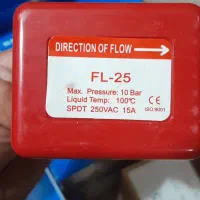 DIRECTION OF FLOW
FL-25
Max. Pressure: 10 Bar
Liquid Temp: 100℃ CE
SPDT 250VAC 15A ISO:9001